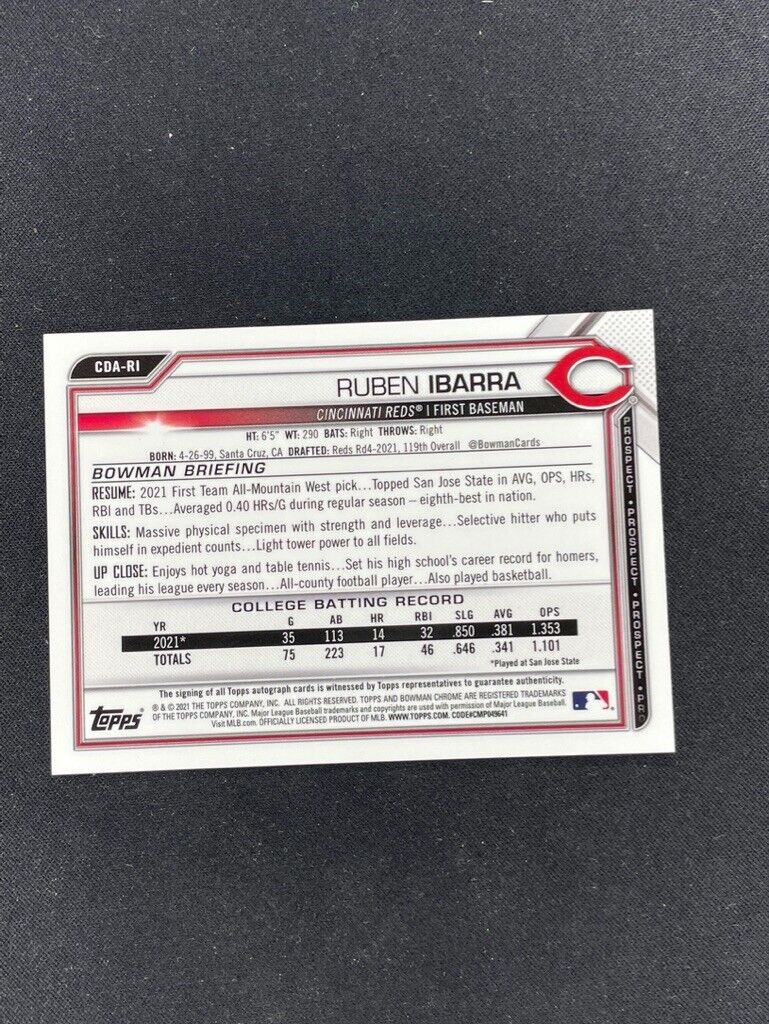 CDA-RI
RUBEN IBARRA
CINCINNATI REDS® | FIRST BASEMAN
HT: 6'5" WT: 290 BATS: Right THROWS: Right
BORN: 4-26-99, Santa Cruz, CA DRAFTED: Reds Rd4-2021, 119th Overall @BowmanCards
BOWMAN BRIEFING
RESUME: 2021 First Team All-Mountain West pick...Topped San Jose State in AVG, OPS, HRs,
RBI and TBs...Averaged 0.40 HRs/G during regular season – eighth-best in nation.
SKILLS: Massive physical specimen with strength and leverage...Selective hitter who puts
himself in expedient counts...Light tower power to all fields.
UP CLOSE: Enjoys hot yoga and table tennis...Set his high school's career record for homers,
leading his league every season...All-county football player...Also played basketball.
COLLEGE BATTING RECORD
YR G AB HR RBI SLG AVG OPS
2021* 35 113 14 32 .850 .381 1.353
TOTALS 75 223 17 46 .646 .341 1.101
*Played at San Jose State
The signing of all Topps autograph cards is witnessed by Topps representatives to guarantee authenticity.
® & © 2021 THE TOPPS COMPANY, INC. ALL RIGHTS RESERVED. TOPPS AND BOWMAN CHROME ARE REGISTERED TRADEMARKS
OF THE TOPPS COMPANY, INC. Major League Baseball trademarks and copyrights are used with permission of Major League Baseball.
Visit MLB.com. OFFICIALLY LICENSED PRODUCT OF MLB. WWW.TOPPS.COM. CODE#CMP049641
TOPPS®
C
®
PROSPECT • PROSPECT • PROSPECT • PROSPECT • PRO